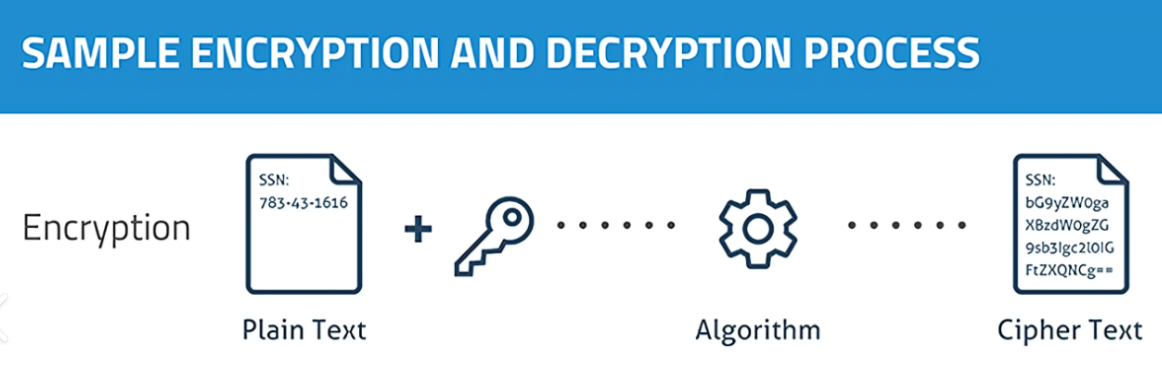 SAMPLE ENCRYPTION AND DECRYPTION PROCESS
Encryption
SSN:
783-43-1616
+
SSN:
bG9yZW0ga
XBzdW0gZG
9sb3Igc2l0IG
FtZXQNCg==
Plain Text
Algorithm
Cipher Text